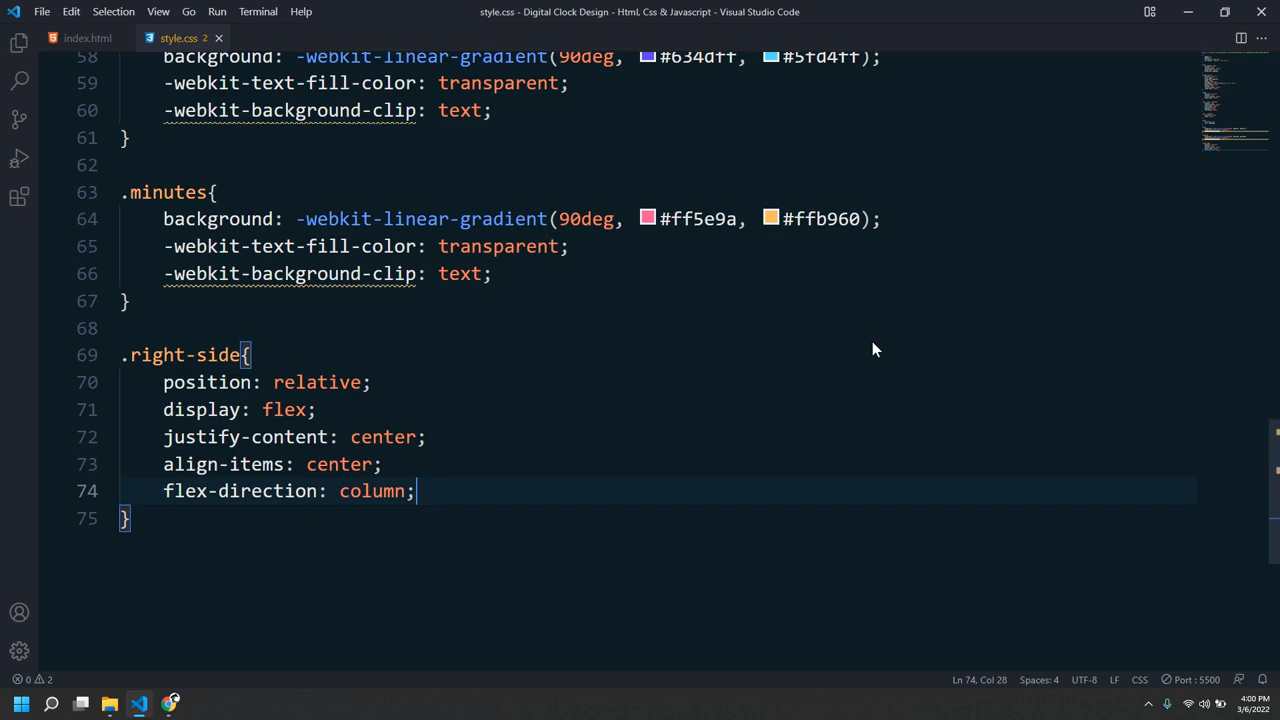 File Edit Selection View Go Run Terminal Help
style.css - Digital Clock Design - Html, Css & Javascript - Visual Studio Code
index.html
style.css 2
58 background: -webkit-linear-gradient(90deg, #634dff, #5fd4ff);
59 -webkit-text-fill-color: transparent;
60 -webkit-background-clip: text;
61 }
62
63 .minutes{
64 background: -webkit-linear-gradient(90deg, #ff5e9a, #ffb960);
65 -webkit-text-fill-color: transparent;
66 -webkit-background-clip: text;
67 }
68
69 .right-side{
70 position: relative;
71 display: flex;
72 justify-content: center;
73 align-items: center;
74 flex-direction: column;
75 }
0 2
Ln 74, Col 28 Spaces: 4 UTF-8 LF CSS Port : 5500
4:00 PM
3/6/2022